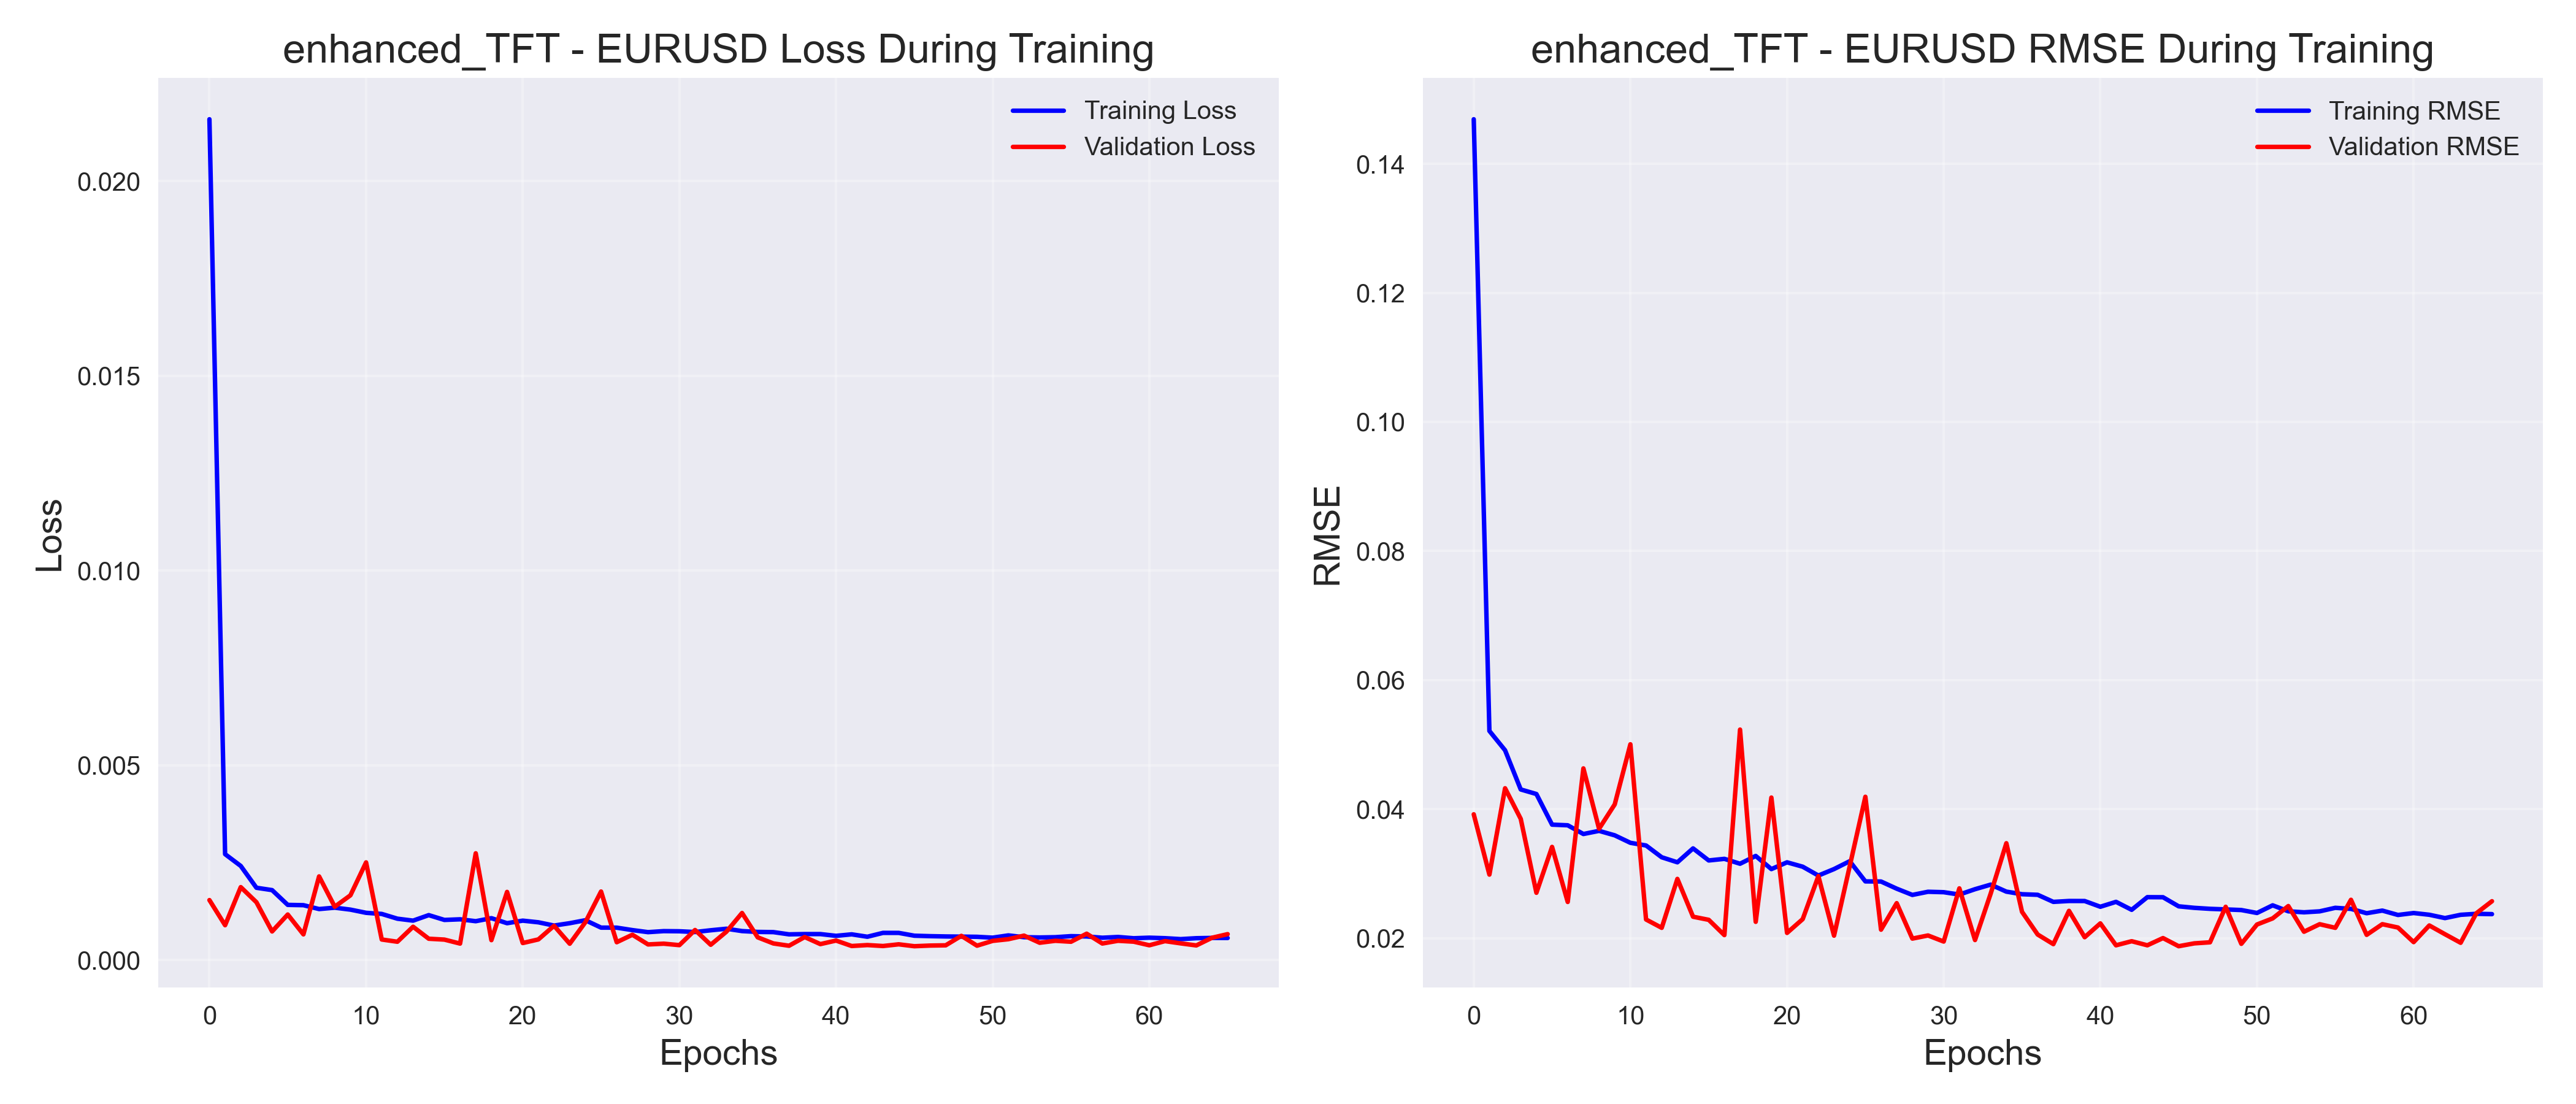 enhanced_TFT - EURUSD Loss During Training
Training Loss
Validation Loss
0.020
0.015
0.010
0.005
0.000
Loss
0 10 20 30 40 50 60
Epochs
enhanced_TFT - EURUSD RMSE During Training
Training RMSE
Validation RMSE
0.14
0.12
0.10
0.08
0.06
0.04
0.02
RMSE
0 10 20 30 40 50 60
Epochs